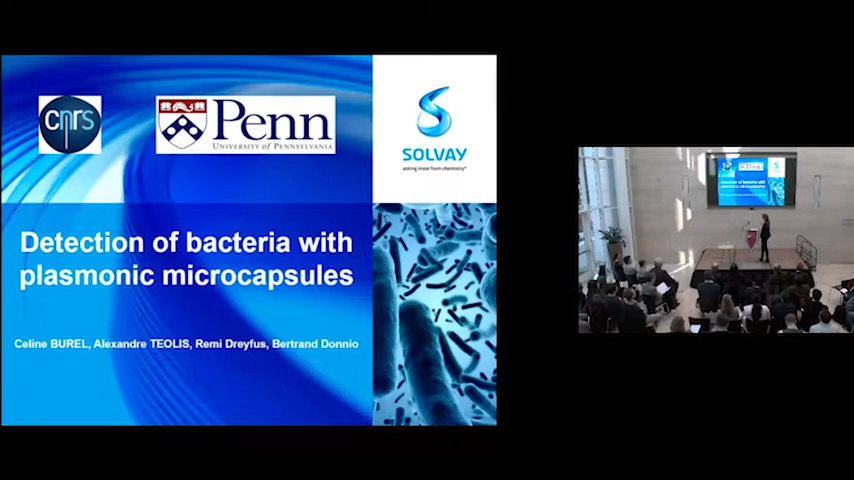 cnrs
Penn
UNIVERSITY of PENNSYLVANIA
SOLVAY
asking more from chemistry®
Detection of bacteria with
plasmonic microcapsules
Celine BUREL, Alexandre TEOLIS, Remi Dreyfus, Bertrand Donnio